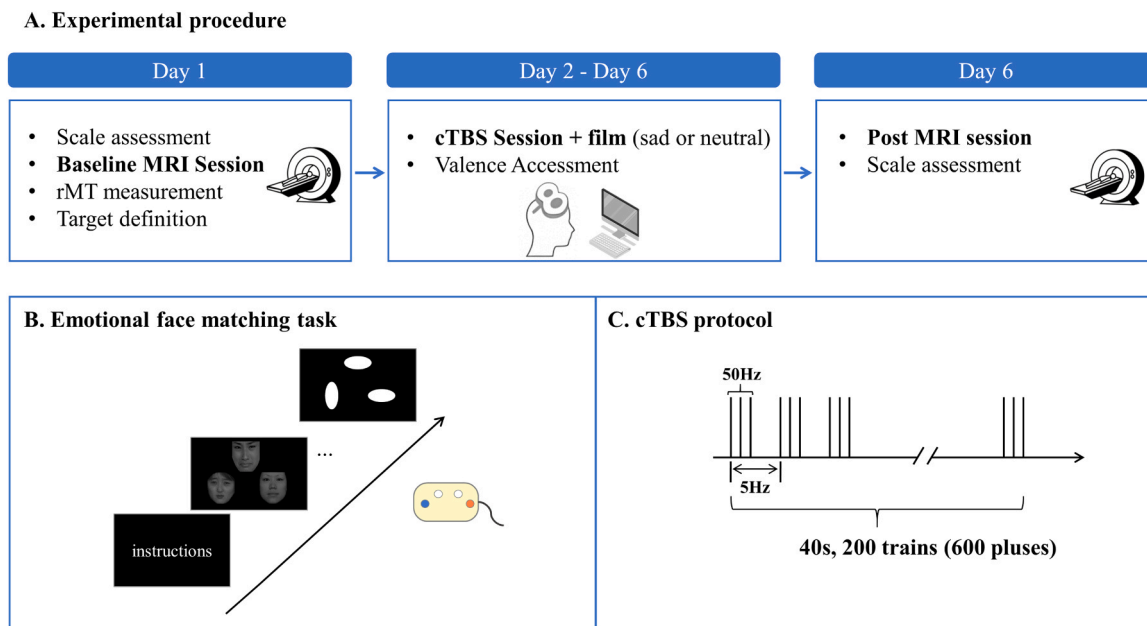 A. Experimental procedure
Day 1
• Scale assessment
• Baseline MRI Session
• rMT measurement
• Target definition
Day 2 - Day 6
• cTBS Session + film (sad or neutral)
• Valence Accessment
Day 6
• Post MRI session
• Scale assessment
B. Emotional face matching task
instructions
...
C. cTBS protocol
50Hz
5Hz
40s, 200 trains (600 pluses)